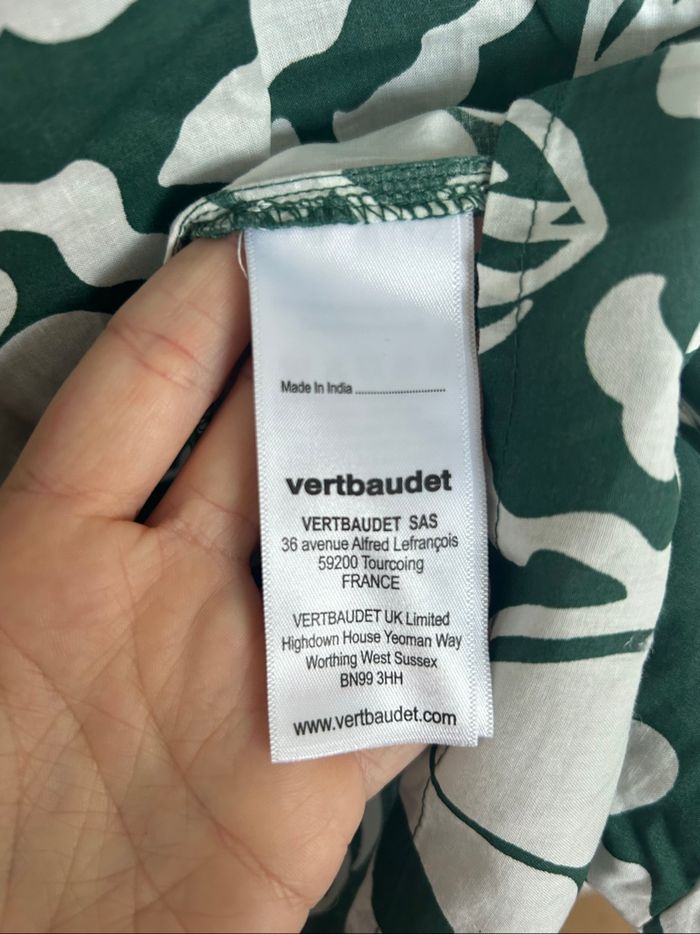 Made In India ..............................
vertbaudet
VERTBAUDET SAS
36 avenue Alfred Lefrançois
59200 Tourcoing
FRANCE
VERTBAUDET UK Limited
Highdown House Yeoman Way
Worthing West Sussex
BN99 3HH
www.vertbaudet.com